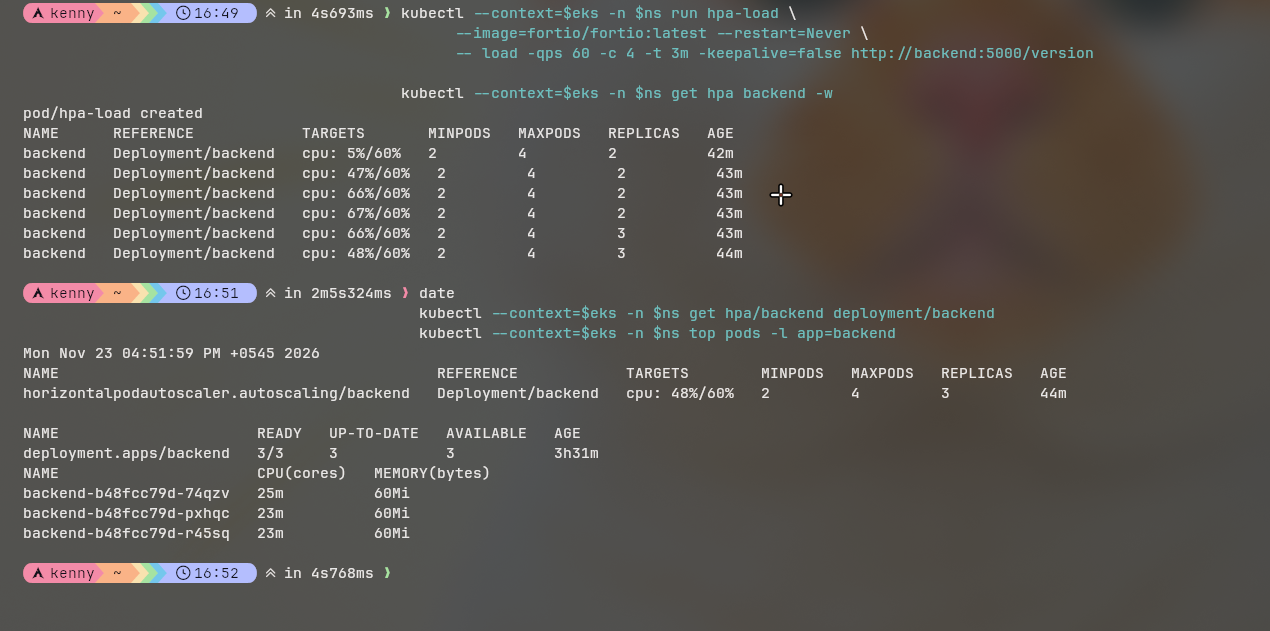 kenny ~ 16:49 in 4s693ms ❯ kubectl --context=$eks -n $ns run hpa-load \
--image=fortio/fortio:latest --restart=Never \
-- load -qps 60 -c 4 -t 3m -keepalive=false http://backend:5000/version
kubectl --context=$eks -n $ns get hpa backend -w
pod/hpa-load created
NAME REFERENCE TARGETS MINPODS MAXPODS REPLICAS AGE
backend Deployment/backend cpu: 5%/60% 2 4 2 42m
backend Deployment/backend cpu: 47%/60% 2 4 2 43m
backend Deployment/backend cpu: 66%/60% 2 4 2 43m
backend Deployment/backend cpu: 67%/60% 2 4 2 43m
backend Deployment/backend cpu: 66%/60% 2 4 3 43m
backend Deployment/backend cpu: 48%/60% 2 4 3 44m
kenny ~ 16:51 in 2m5s324ms ❯ date
kubectl --context=$eks -n $ns get hpa/backend deployment/backend
kubectl --context=$eks -n $ns top pods -l app=backend
Mon Nov 23 04:51:59 PM +0545 2026
NAME REFERENCE TARGETS MINPODS MAXPODS REPLICAS AGE
horizontalpodautoscaler.autoscaling/backend Deployment/backend cpu: 48%/60% 2 4 3 44m
NAME READY UP-TO-DATE AVAILABLE AGE
deployment.apps/backend 3/3 3 3 3h31m
NAME CPU(cores) MEMORY(bytes)
backend-b48fcc79d-74qzv 25m 60Mi
backend-b48fcc79d-pxhqc 23m 60Mi
backend-b48fcc79d-r45sq 23m 60Mi
kenny ~ 16:52 in 4s768ms ❯